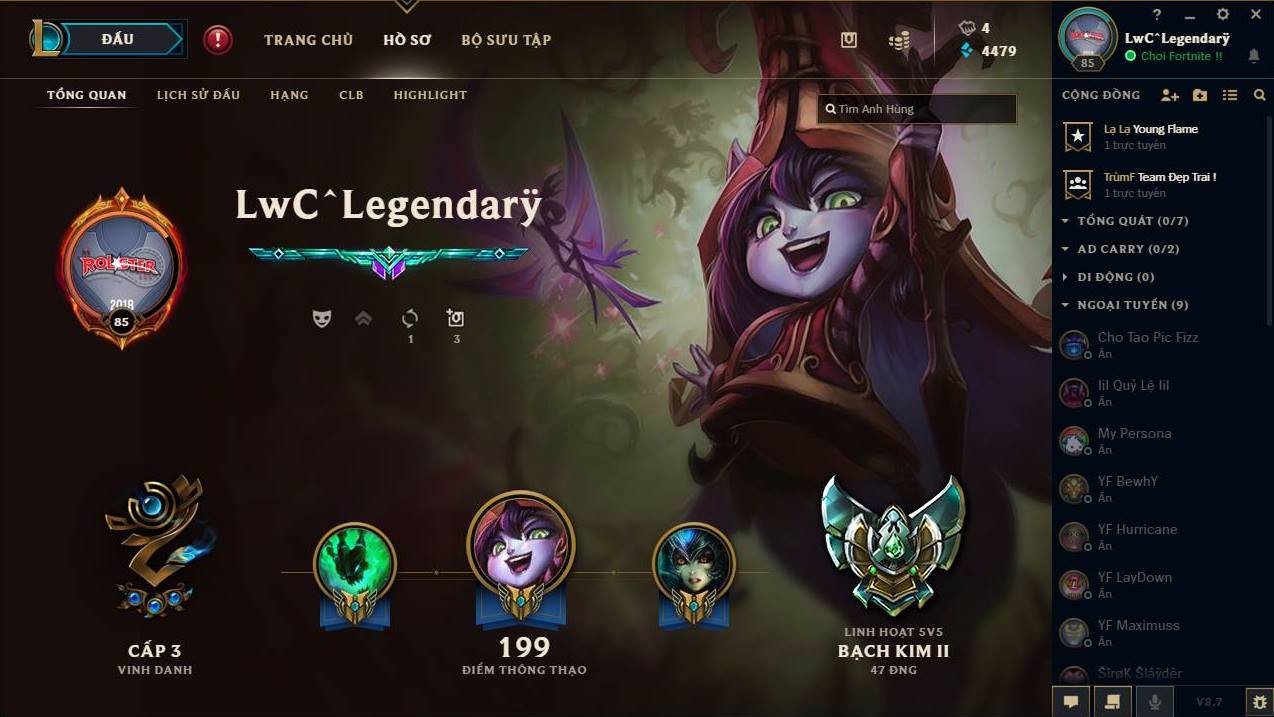 ĐẤU
TRANG CHỦ
HỒ SƠ
BỘ SƯU TẬP
4
4479
TỔNG QUAN
LỊCH SỬ ĐẤU
HẠNG
CLB
HIGHLIGHT
Tìm Anh Hùng
LwC^Legendarÿ
ROLSTER
2018
85
1
3
CẤP 3
VINH DANH
199
ĐIỂM THÔNG THẠO
LINH HOẠT 5V5
BẠCH KIM II
47 ĐNG
85
LwC^Legendarÿ
Choi Fortnite !!
CỘNG ĐỒNG
Lạ Lạ Young Flame
1 trực tuyến
TrùmF Team Đẹp Trai !
1 trực tuyến
TỔNG QUÁT (0/7)
AD CARRY (0/2)
DI ĐỘNG (0)
NGOẠI TUYẾN (9)
Cho Tao Pic Fizz
Ẩn
lil Quỷ Lệ lil
Ẩn
My Persona
Ẩn
YF BewhY
Ẩn
YF Hurricane
Ẩn
YF LayDown
Ẩn
YF Maximuss
Ẩn
V8.7